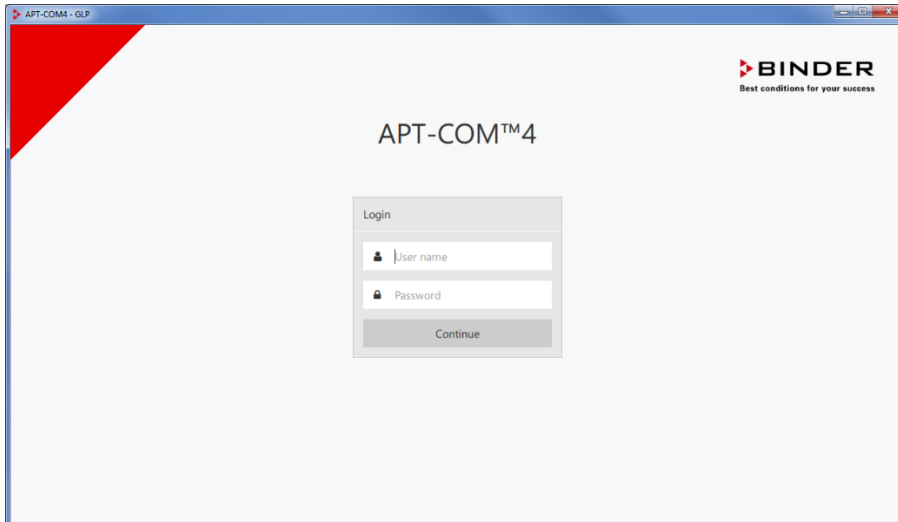 APT-COM4 - GLP
BINDER
Best conditions for your success
APT-COM™4
Login
User name
Password
Continue